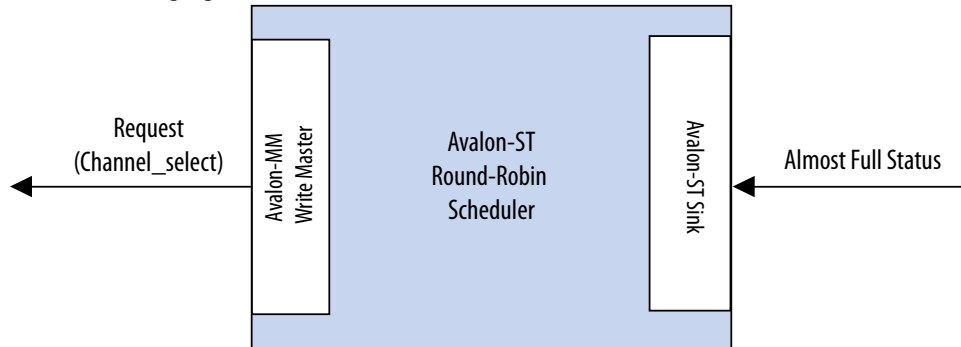 Request
(Channel_select)
Avalon-MM
Write Master
Avalon-ST
Round-Robin
Scheduler
Avalon-ST Sink
Almost Full Status